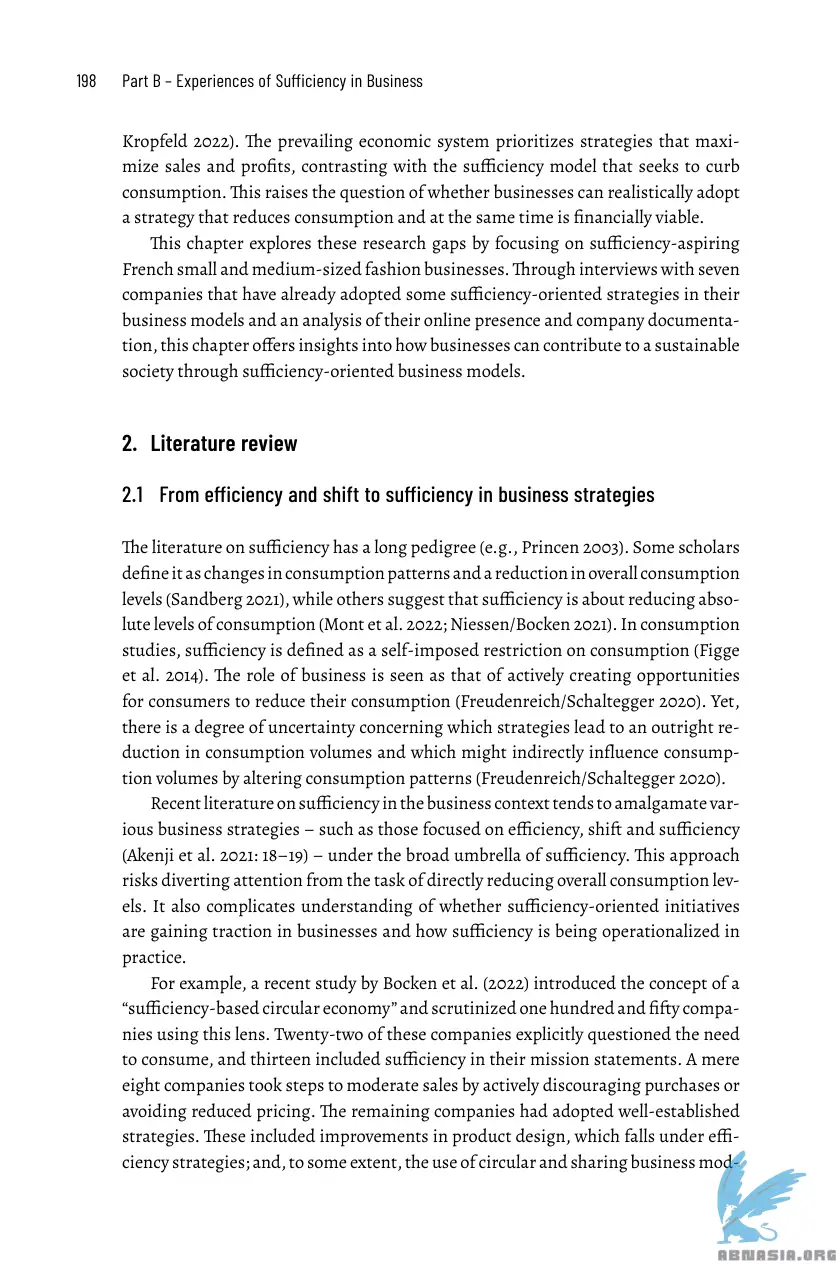 198 Part B – Experiences of Sufficiency in Business
Kropfeld 2022). The prevailing economic system prioritizes strategies that maxi-
mize sales and profits, contrasting with the sufficiency model that seeks to curb
consumption. This raises the question of whether businesses can realistically adopt
a strategy that reduces consumption and at the same time is financially viable.
This chapter explores these research gaps by focusing on sufficiency-aspiring
French small and medium-sized fashion businesses. Through interviews with seven
companies that have already adopted some sufficiency-oriented strategies in their
business models and an analysis of their online presence and company documenta-
tion, this chapter offers insights into how businesses can contribute to a sustainable
society through sufficiency-oriented business models.
2. Literature review
2.1 From efficiency and shift to sufficiency in business strategies
The literature on sufficiency has a long pedigree (e.g., Princen 2003). Some scholars
define it as changes in consumption patterns and a reduction in overall consumption
levels (Sandberg 2021), while others suggest that sufficiency is about reducing abso-
lute levels of consumption (Mont et al. 2022; Niessen/Bocken 2021). In consumption
studies, sufficiency is defined as a self-imposed restriction on consumption (Figge
et al. 2014). The role of business is seen as that of actively creating opportunities
for consumers to reduce their consumption (Freudenreich/Schaltegger 2020). Yet,
there is a degree of uncertainty concerning which strategies lead to an outright re-
duction in consumption volumes and which might indirectly influence consump-
tion volumes by altering consumption patterns (Freudenreich/Schaltegger 2020).
Recent literature on sufficiency in the business context tends to amalgamate var-
ious business strategies – such as those focused on efficiency, shift and sufficiency
(Akenji et al. 2021: 18–19) – under the broad umbrella of sufficiency. This approach
risks diverting attention from the task of directly reducing overall consumption lev-
els. It also complicates understanding of whether sufficiency-oriented initiatives
are gaining traction in businesses and how sufficiency is being operationalized in
practice.
For example, a recent study by Bocken et al. (2022) introduced the concept of a
“sufficiency-based circular economy” and scrutinized one hundred and fifty compa-
nies using this lens. Twenty-two of these companies explicitly questioned the need
to consume, and thirteen included sufficiency in their mission statements. A mere
eight companies took steps to moderate sales by actively discouraging purchases or
avoiding reduced pricing. The remaining companies had adopted well-established
strategies. These included improvements in product design, which falls under effi-
ciency strategies; and, to some extent, the use of circular and sharing business mod-
ABNASIA.ORG